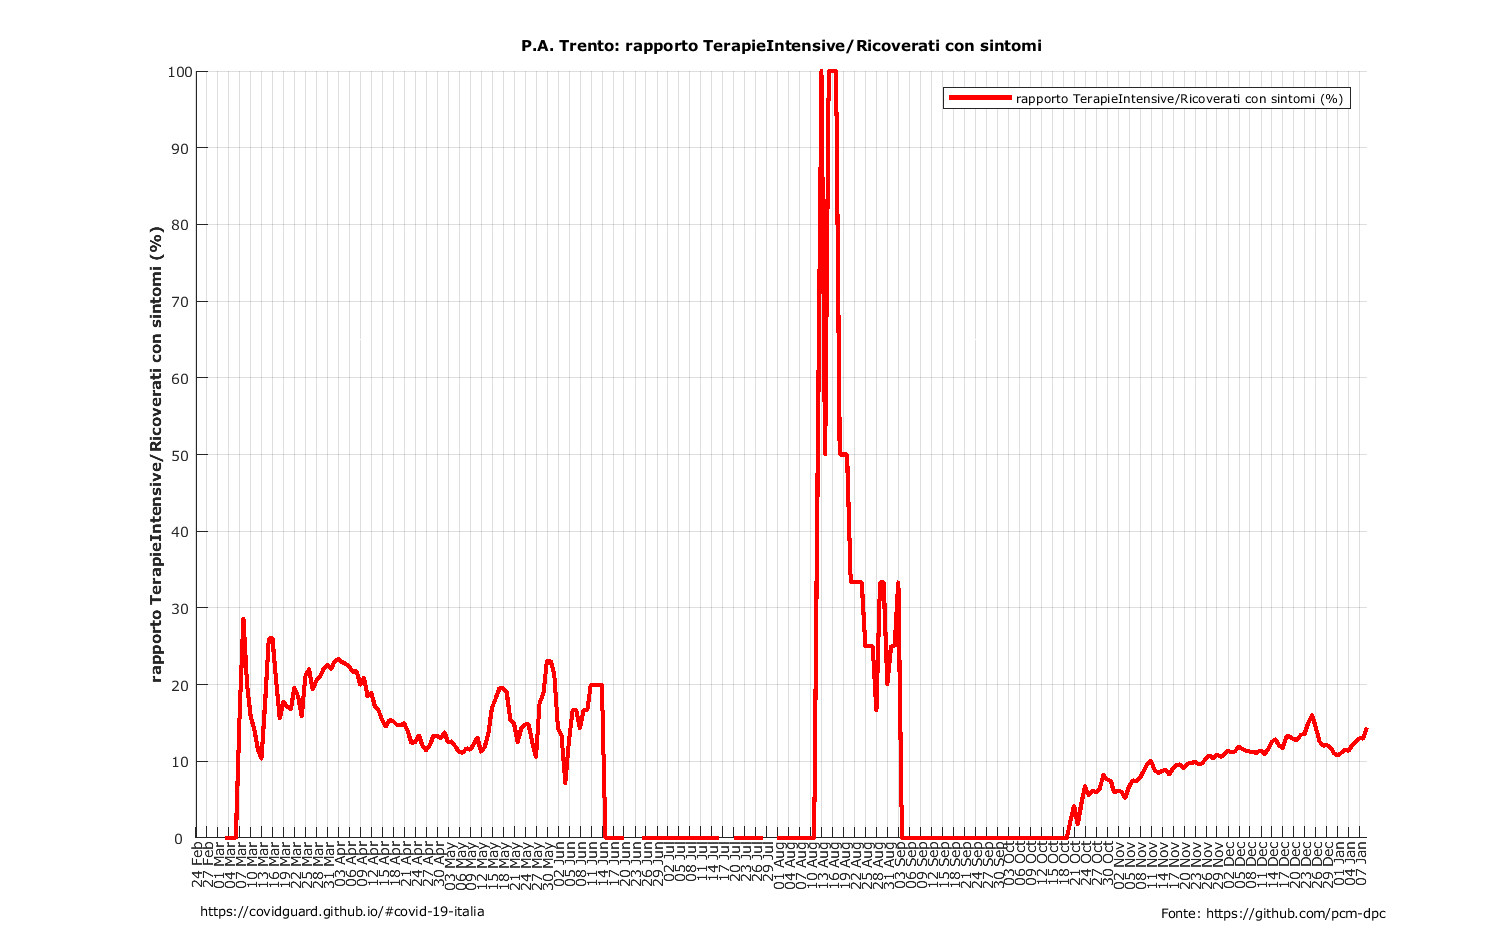 P.A. Trento: rapporto TerapieIntensive/Ricoverati con sintomi
rapporto TerapieIntensive/Ricoverati con sintomi (%)
rapporto TerapieIntensive/Ricoverati con sintomi (%)
100
90
80
70
60
50
40
30
20
10
0
24 Feb
27 Feb
01 Mar
04 Mar
07 Mar
10 Mar
13 Mar
16 Mar
19 Mar
22 Mar
25 Mar
28 Mar
31 Mar
03 Apr
06 Apr
09 Apr
12 Apr
15 Apr
18 Apr
21 Apr
24 Apr
27 Apr
30 Apr
03 May
06 May
09 May
12 May
15 May
18 May
21 May
24 May
27 May
30 May
02 Jun
05 Jun
08 Jun
11 Jun
14 Jun
17 Jun
20 Jun
23 Jun
26 Jun
29 Jun
02 Jul
05 Jul
08 Jul
11 Jul
14 Jul
17 Jul
20 Jul
23 Jul
26 Jul
29 Jul
01 Aug
04 Aug
07 Aug
10 Aug
13 Aug
16 Aug
19 Aug
22 Aug
25 Aug
28 Aug
31 Aug
03 Sep
06 Sep
09 Sep
12 Sep
15 Sep
18 Sep
21 Sep
24 Sep
27 Sep
30 Sep
03 Oct
06 Oct
09 Oct
12 Oct
15 Oct
18 Oct
21 Oct
24 Oct
27 Oct
30 Oct
02 Nov
05 Nov
08 Nov
11 Nov
14 Nov
17 Nov
20 Nov
23 Nov
26 Nov
29 Nov
02 Dec
05 Dec
08 Dec
11 Dec
14 Dec
17 Dec
20 Dec
23 Dec
26 Dec
29 Dec
01 Jan
04 Jan
07 Jan
https://covidguard.github.io/#covid-19-italia
Fonte: https://github.com/pcm-dpc